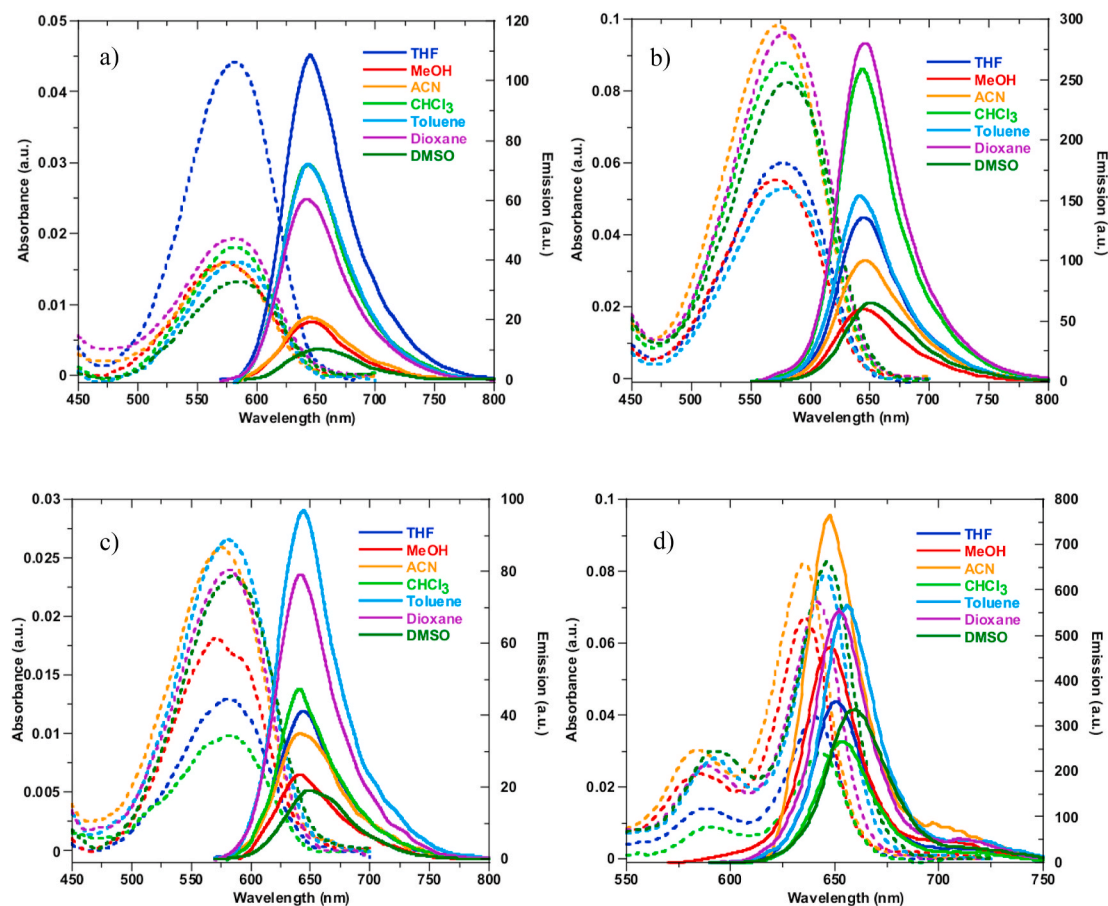 a)
0.05
0.04
0.03
0.02
0.01
0
Absorbance (a.u.)
120
100
80
60
40
20
0
Emission (a.u.)
THF
MeOH
ACN
CHCl3
Toluene
Dioxane
DMSO
450 500 550 600 650 700 750 800
Wavelength (nm)
b)
0.1
0.08
0.06
0.04
0.02
0
Absorbance (a.u.)
300
250
200
150
100
50
0
Emission (a.u.)
THF
MeOH
ACN
CHCl3
Toluene
Dioxane
DMSO
450 500 550 600 650 700 750 800
Wavelength (nm)
c)
0.03
0.025
0.02
0.015
0.01
0.005
0
Absorbance (a.u.)
100
80
60
40
20
0
Emission (a.u.)
THF
MeOH
ACN
CHCl3
Toluene
Dioxane
DMSO
450 500 550 600 650 700 750 800
Wavelength (nm)
d)
0.1
0.08
0.06
0.04
0.02
0
Absorbance (a.u.)
800
700
600
500
400
300
200
100
0
Emission (a.u.)
THF
MeOH
ACN
CHCl3
Toluene
Dioxane
DMSO
550 600 650 700 750
Wavelength (nm)